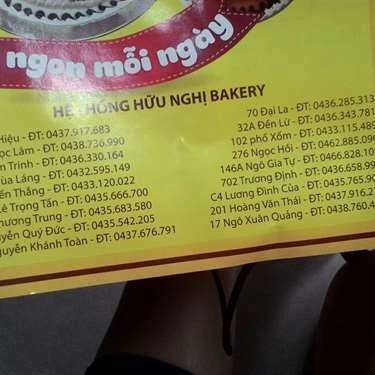 ngon mỗi ngày
HỆ THỐNG HỮU NGHỊ BAKERY
Hiệu - ĐT: 0437.917.683
ọc Lâm - ĐT: 0438.736.990
m Trinh - ĐT: 0436.330.164
ùa Láng - ĐT: 0432.595.149
ến Thắng - ĐT: 0433.120.022
ê Trọng Tấn - ĐT: 0435.666.700
hương Trung - ĐT: 0435.683.580
uyễn Quý Đức - ĐT: 0435.542.205
guyễn Khánh Toàn - ĐT: 0437.676.791
70 Đại La - ĐT: 0436.285.313
32A Đền Lừ - ĐT: 0436.343.781
102 phố Xốm - ĐT: 0433.115.489
276 Ngọc Hồi - ĐT: 0462.885.09
146A Ngô Gia Tự - ĐT: 0466.828.10
702 Trương Định - ĐT: 0436.658.99
C4 Lương Đình Của - ĐT: 0435.765.90
201 Hoàng Văn Thái - ĐT: 0437.916.27
17 Ngô Xuân Quảng - ĐT: 0438.760.4